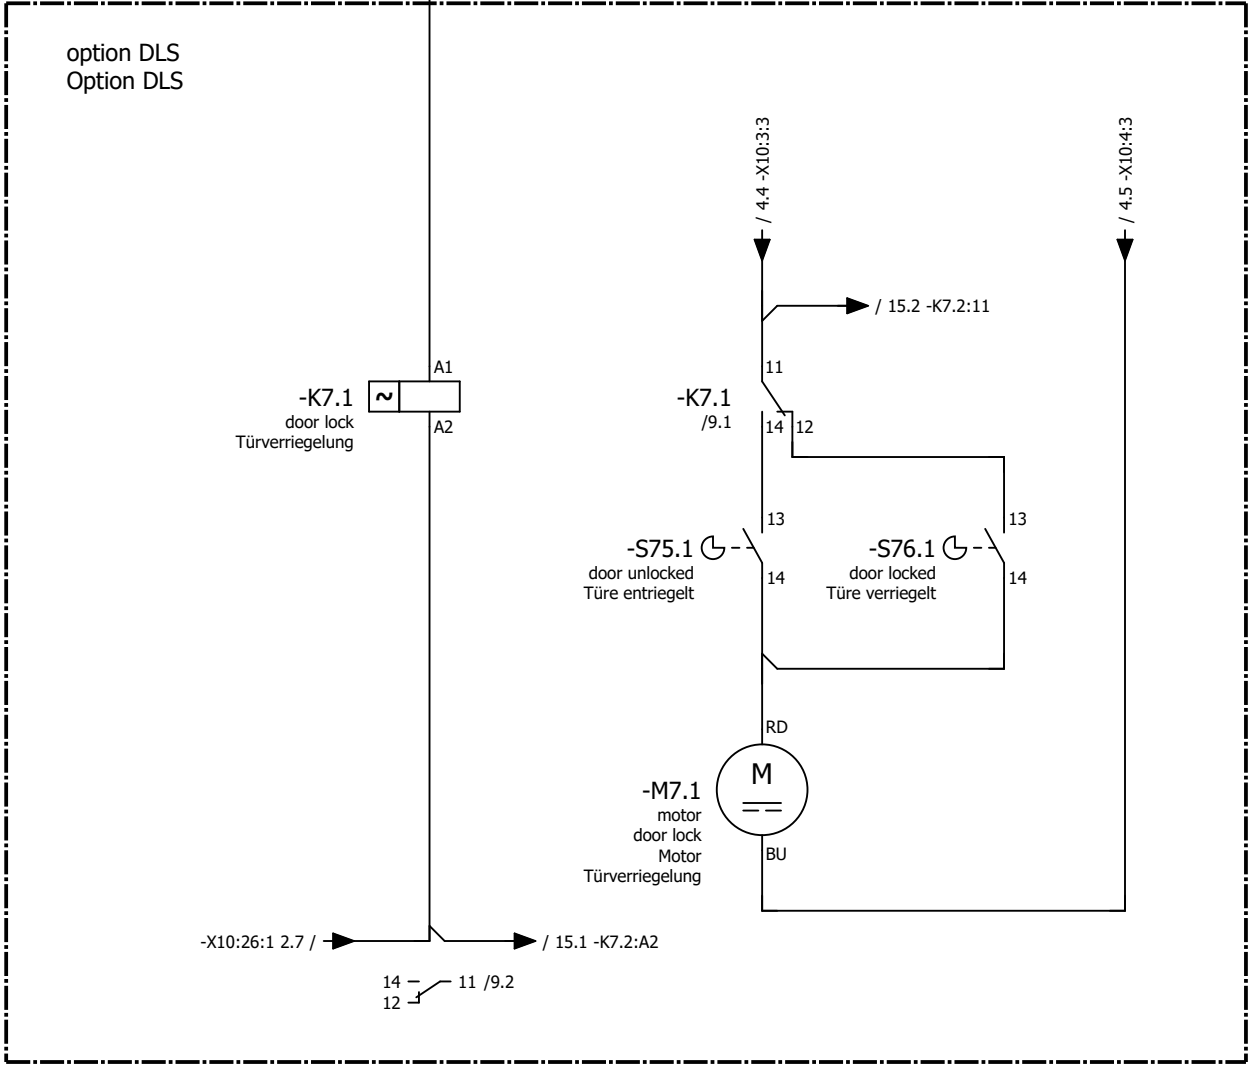 option DLS
Option DLS
/ 4.4 -X10:3:3
/ 4.5 -X10:4:3
/ 15.2 -K7.2:11
A1
-K7.1
~
door lock
A2
Türverriegelung
11
-K7.1
/9.1
14
12
13
-S75.1
door unlocked
14
Türe entriegelt
13
-S76.1
door locked
14
Türe verriegelt
RD
M
-M7.1
motor
door lock
Motor
BU
Türverriegelung
-X10:26:1 2.7 /
/ 15.1 -K7.2:A2
14
11 /9.2
12